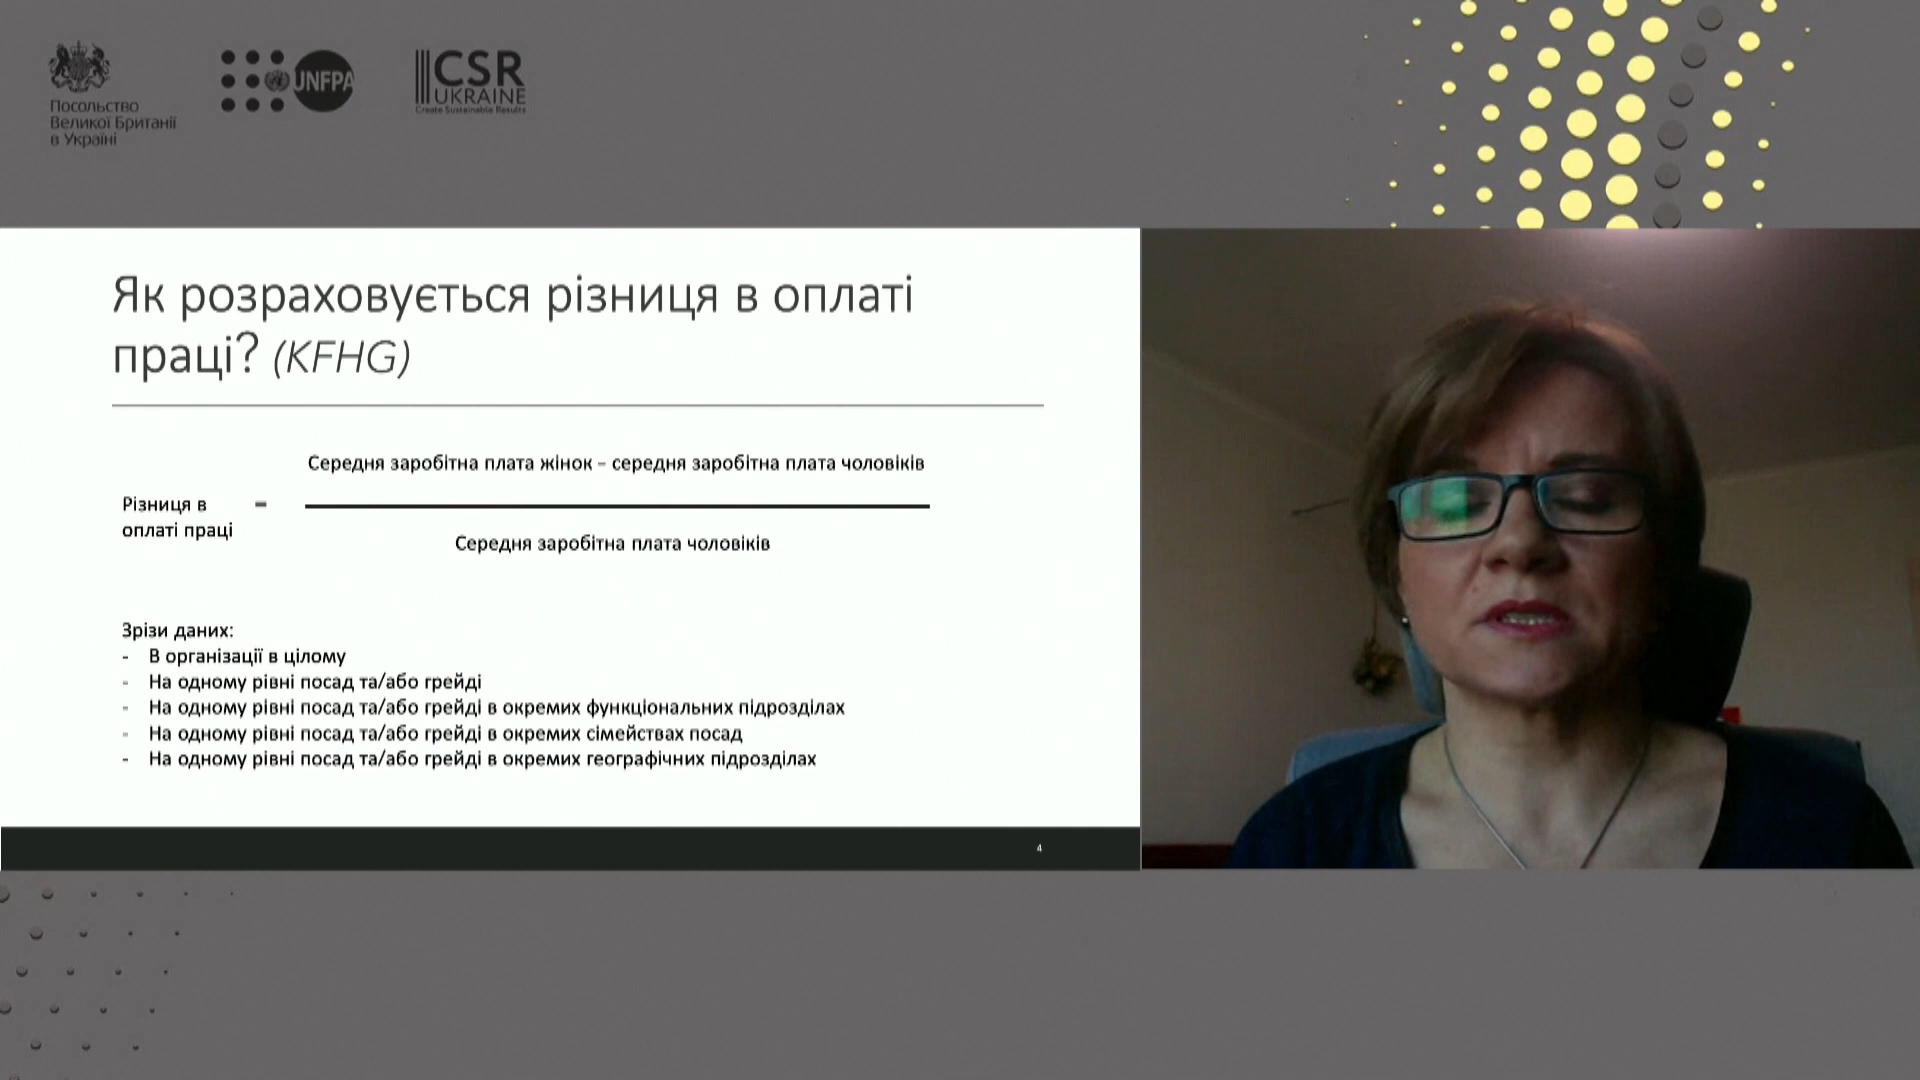 Посольство
Великої Британії
в Україні
UNFPA
CSR
UKRAINE
Create Sustainable Results
Як розраховується різниця в оплаті
праці? (KFHG)
Середня заробітна плата жінок – середня заробітна плата чоловіків
Різниця в
оплаті праці
=
Середня заробітна плата чоловіків
Зрізи даних:
- В організації в цілому
- На одному рівні посад та/або грейді
- На одному рівні посад та/або грейді в окремих функціональних підрозділах
- На одному рівні посад та/або грейді в окремих сімействах посад
- На одному рівні посад та/або грейді в окремих географічних підрозділах
4